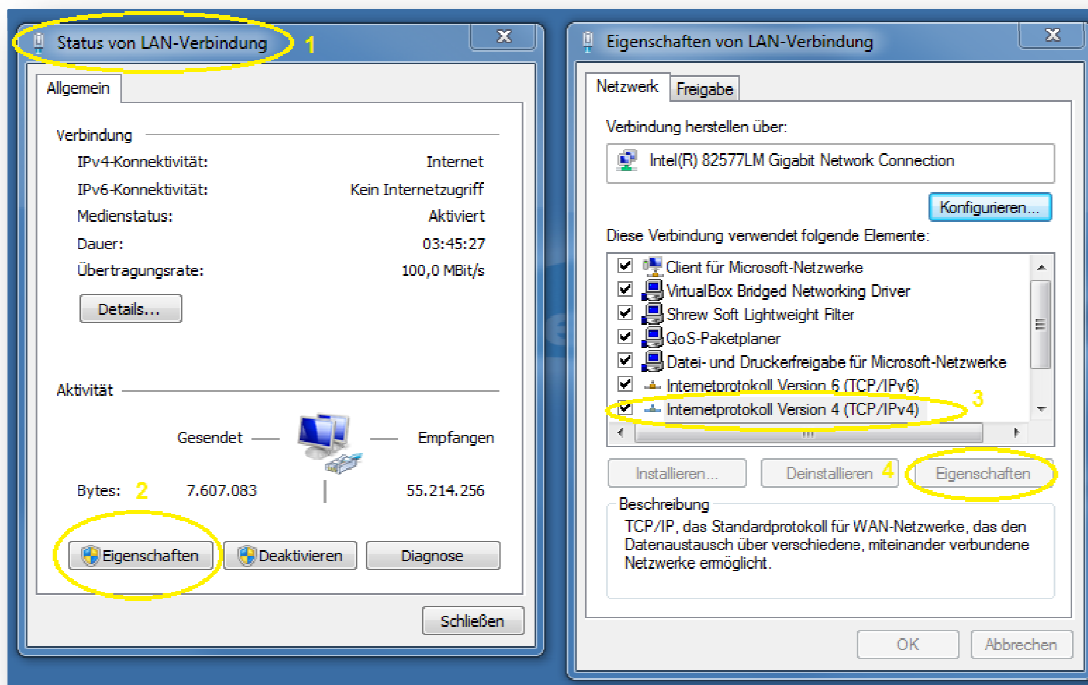 Status von LAN-Verbindung 1
Allgemein
Verbindung
IPv4-Konnektivität: Internet
IPv6-Konnektivität: Kein Internetzugriff
Medienstatus: Aktiviert
Dauer: 03:45:27
Übertragungsrate: 100,0 MBit/s
Details...
Aktivität
Gesendet Empfangen
Bytes: 2 7.607.083 55.214.256
Eigenschaften Deaktivieren Diagnose
Schließen
Eigenschaften von LAN-Verbindung
Netzwerk Freigabe
Verbindung herstellen über:
Intel(R) 82577LM Gigabit Network Connection
Konfigurieren...
Diese Verbindung verwendet folgende Elemente:
Client für Microsoft-Netzwerke
VirtualBox Bridged Networking Driver
Shrew Soft Lightweight Filter
QoS-Paketplaner
Datei- und Druckerfreigabe für Microsoft-Netzwerke
Internetprotokoll Version 6 (TCP/IPv6)
Internetprotokoll Version 4 (TCP/IPv4) 3
Installieren... Deinstallieren 4 Eigenschaften
Beschreibung
TCP/IP, das Standardprotokoll für WAN-Netzwerke, das den
Datenaustausch über verschiedene, miteinander verbundene
Netzwerke ermöglicht.
OK Abbrechen